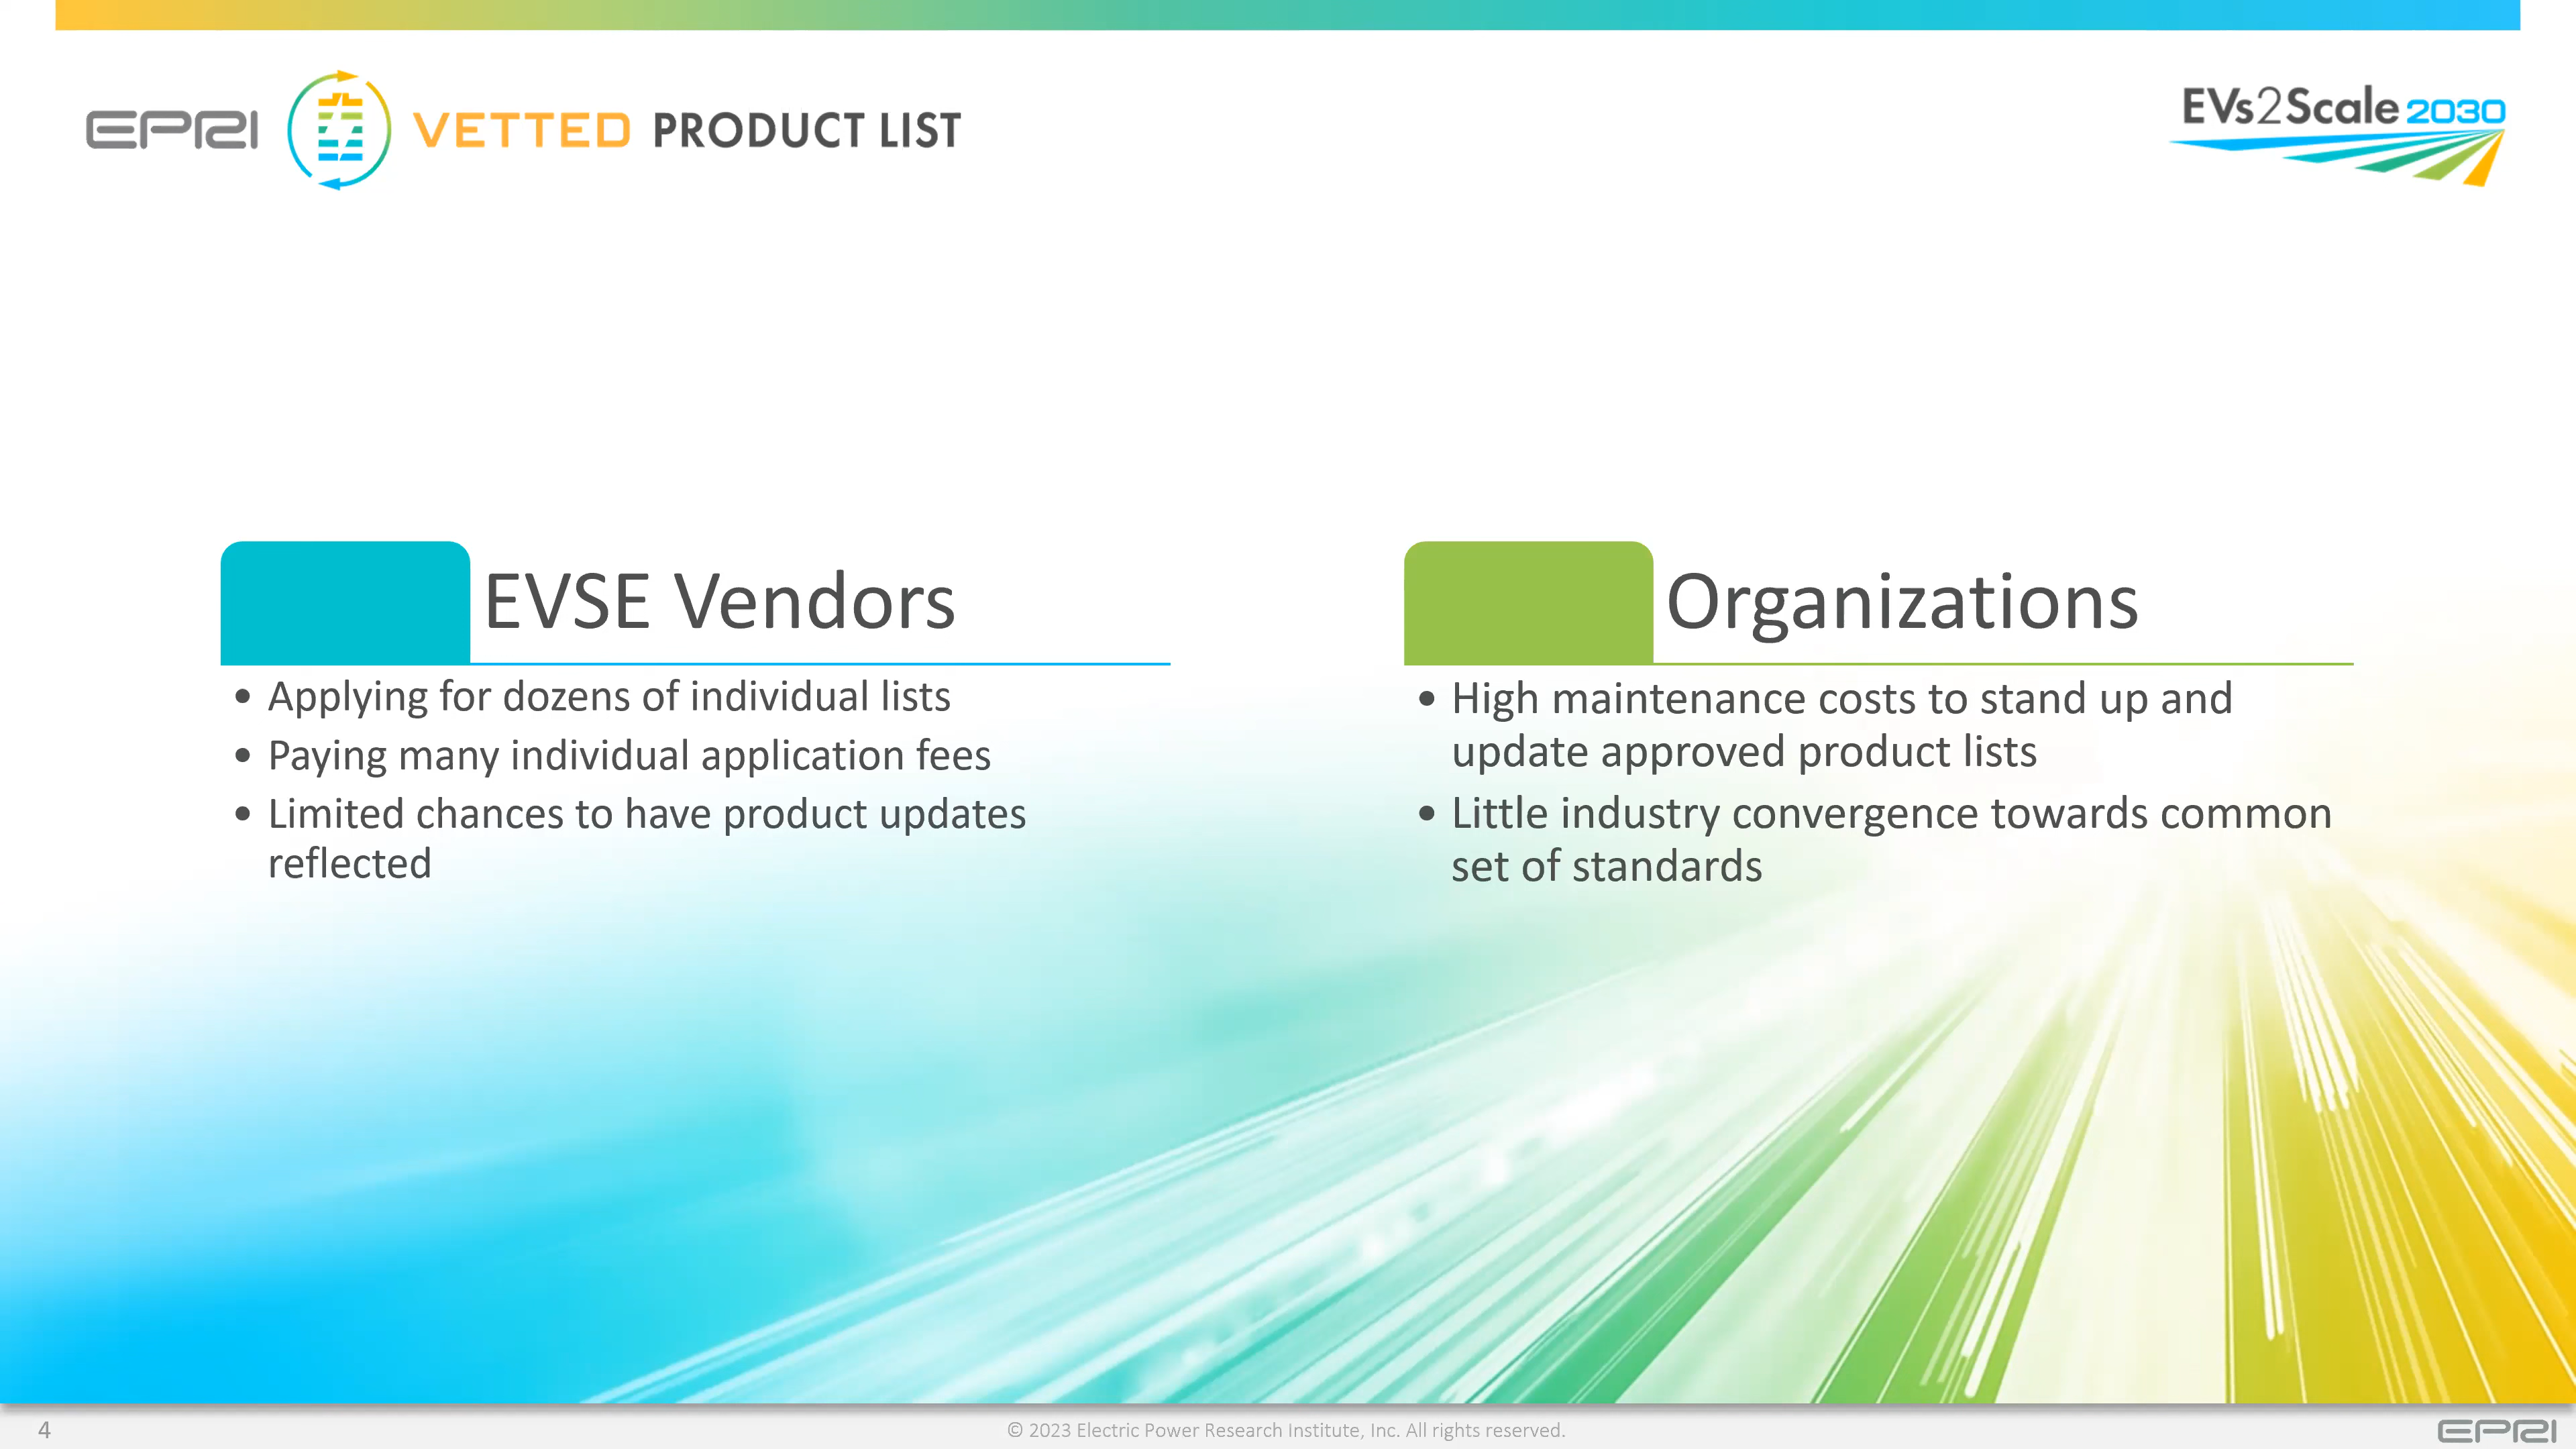 EPRI VETTED PRODUCT LIST
EVs2Scale 2030
EVSE Vendors
• Applying for dozens of individual lists
• Paying many individual application fees
• Limited chances to have product updates
reflected
Organizations
• High maintenance costs to stand up and
update approved product lists
• Little industry convergence towards common
set of standards
4
© 2023 Electric Power Research Institute, Inc. All rights reserved.
EPRI